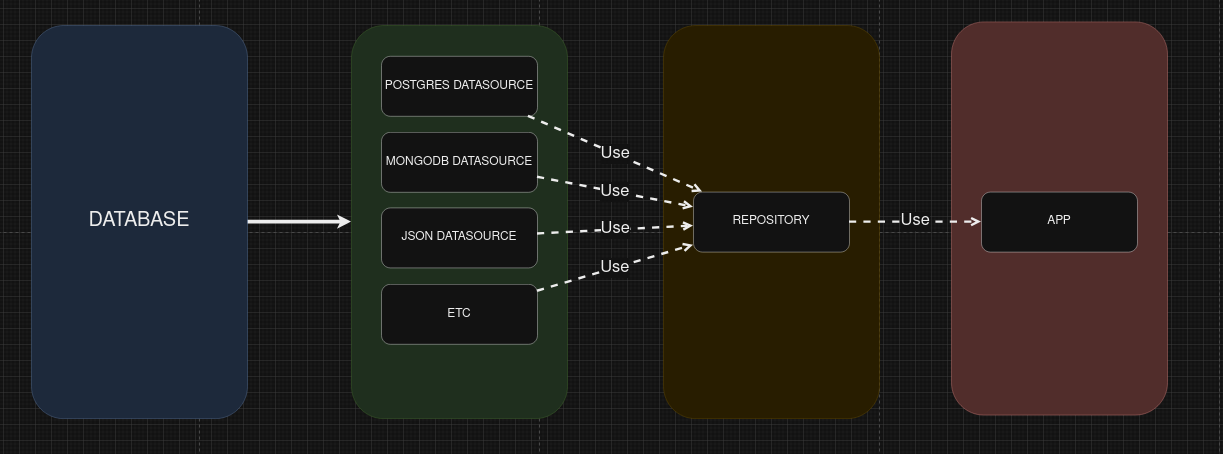 DATABASE
POSTGRES DATASOURCE
MONGODB DATASOURCE
JSON DATASOURCE
ETC
Use
Use
Use
Use
REPOSITORY
Use
APP